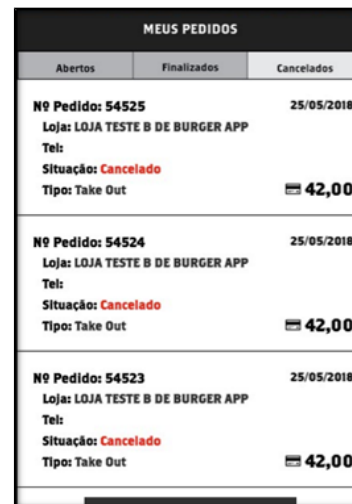 MEUS PEDIDOS
Abertos Finalizados Cancelados
Nº Pedido: 54525 25/05/2018
Loja: LOJA TESTE B DE BURGER APP
Tel:
Situação: Cancelado
Tipo: Take Out 42,00
Nº Pedido: 54524 25/05/2018
Loja: LOJA TESTE B DE BURGER APP
Tel:
Situação: Cancelado
Tipo: Take Out 42,00
Nº Pedido: 54523 25/05/2018
Loja: LOJA TESTE B DE BURGER APP
Tel:
Situação: Cancelado
Tipo: Take Out 42,00